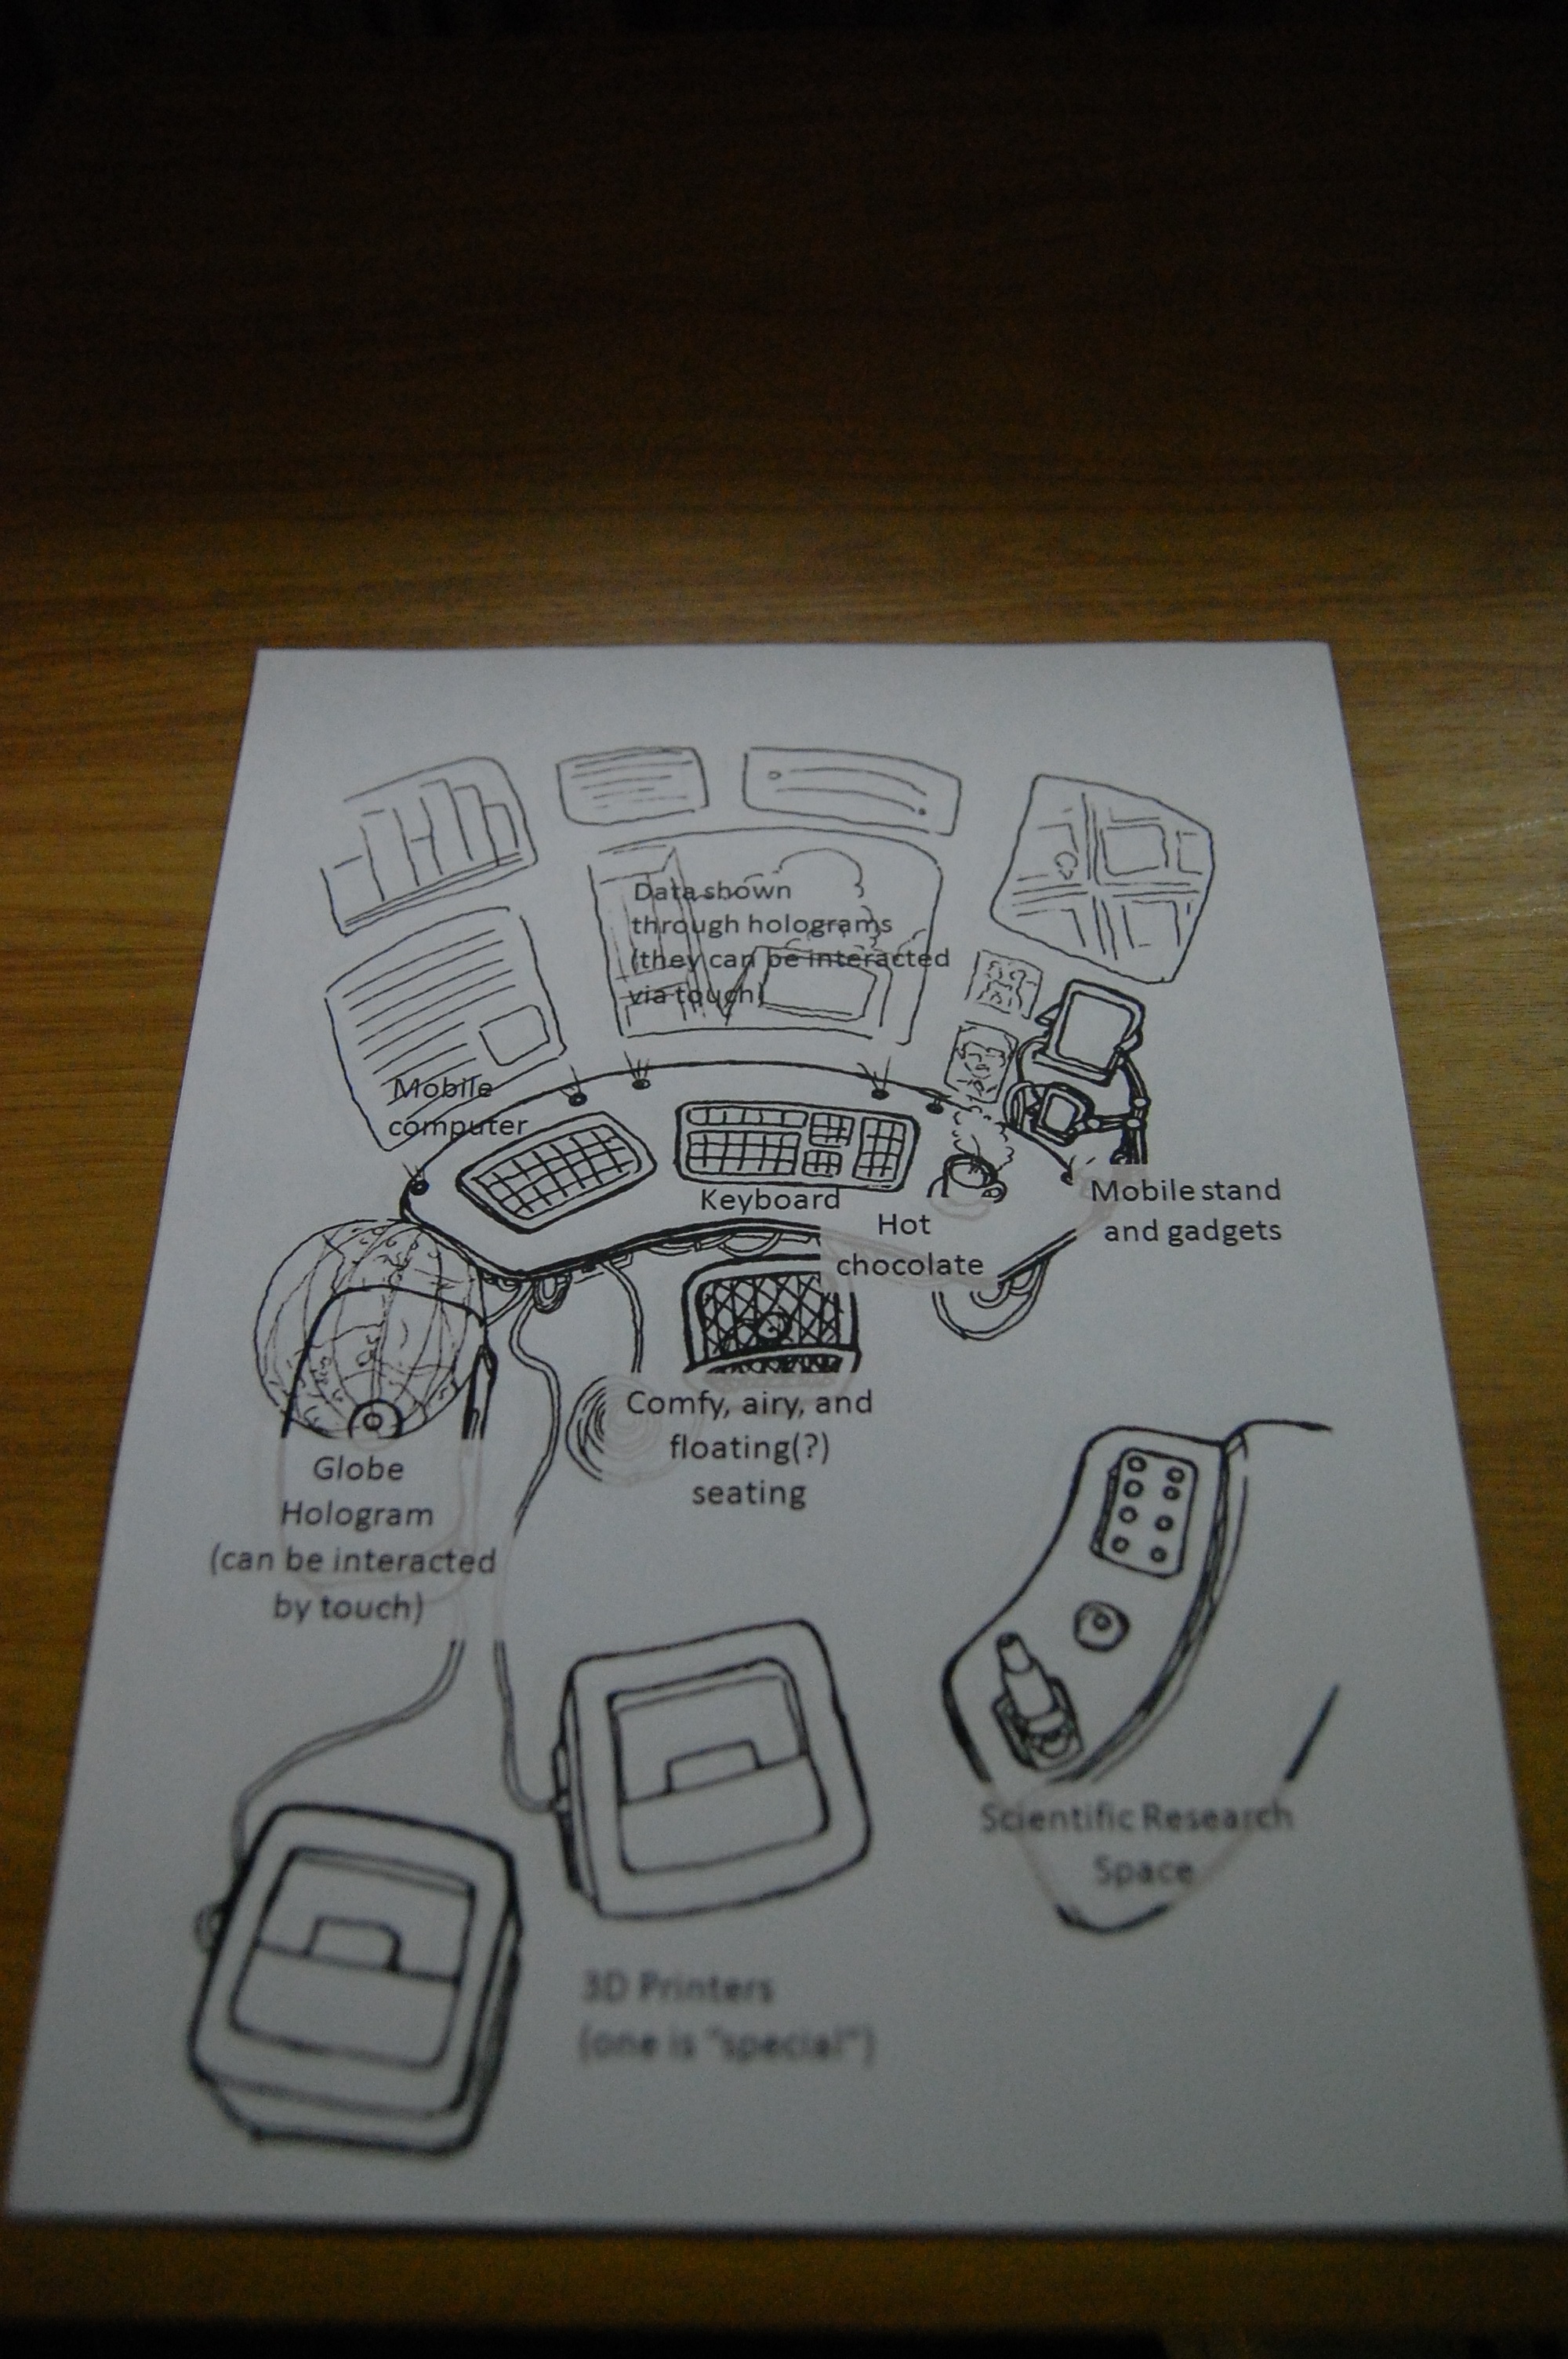 Data shown
through holograms
(they can be interacted
via touch)
Mobile
computer
Keyboard
Hot
chocolate
Mobile stand
and gadgets
Comfy, airy, and
floating(?)
seating
Globe
Hologram
(can be interacted
by touch)
Scientific Research
Space
3D Printers
(one is "special")